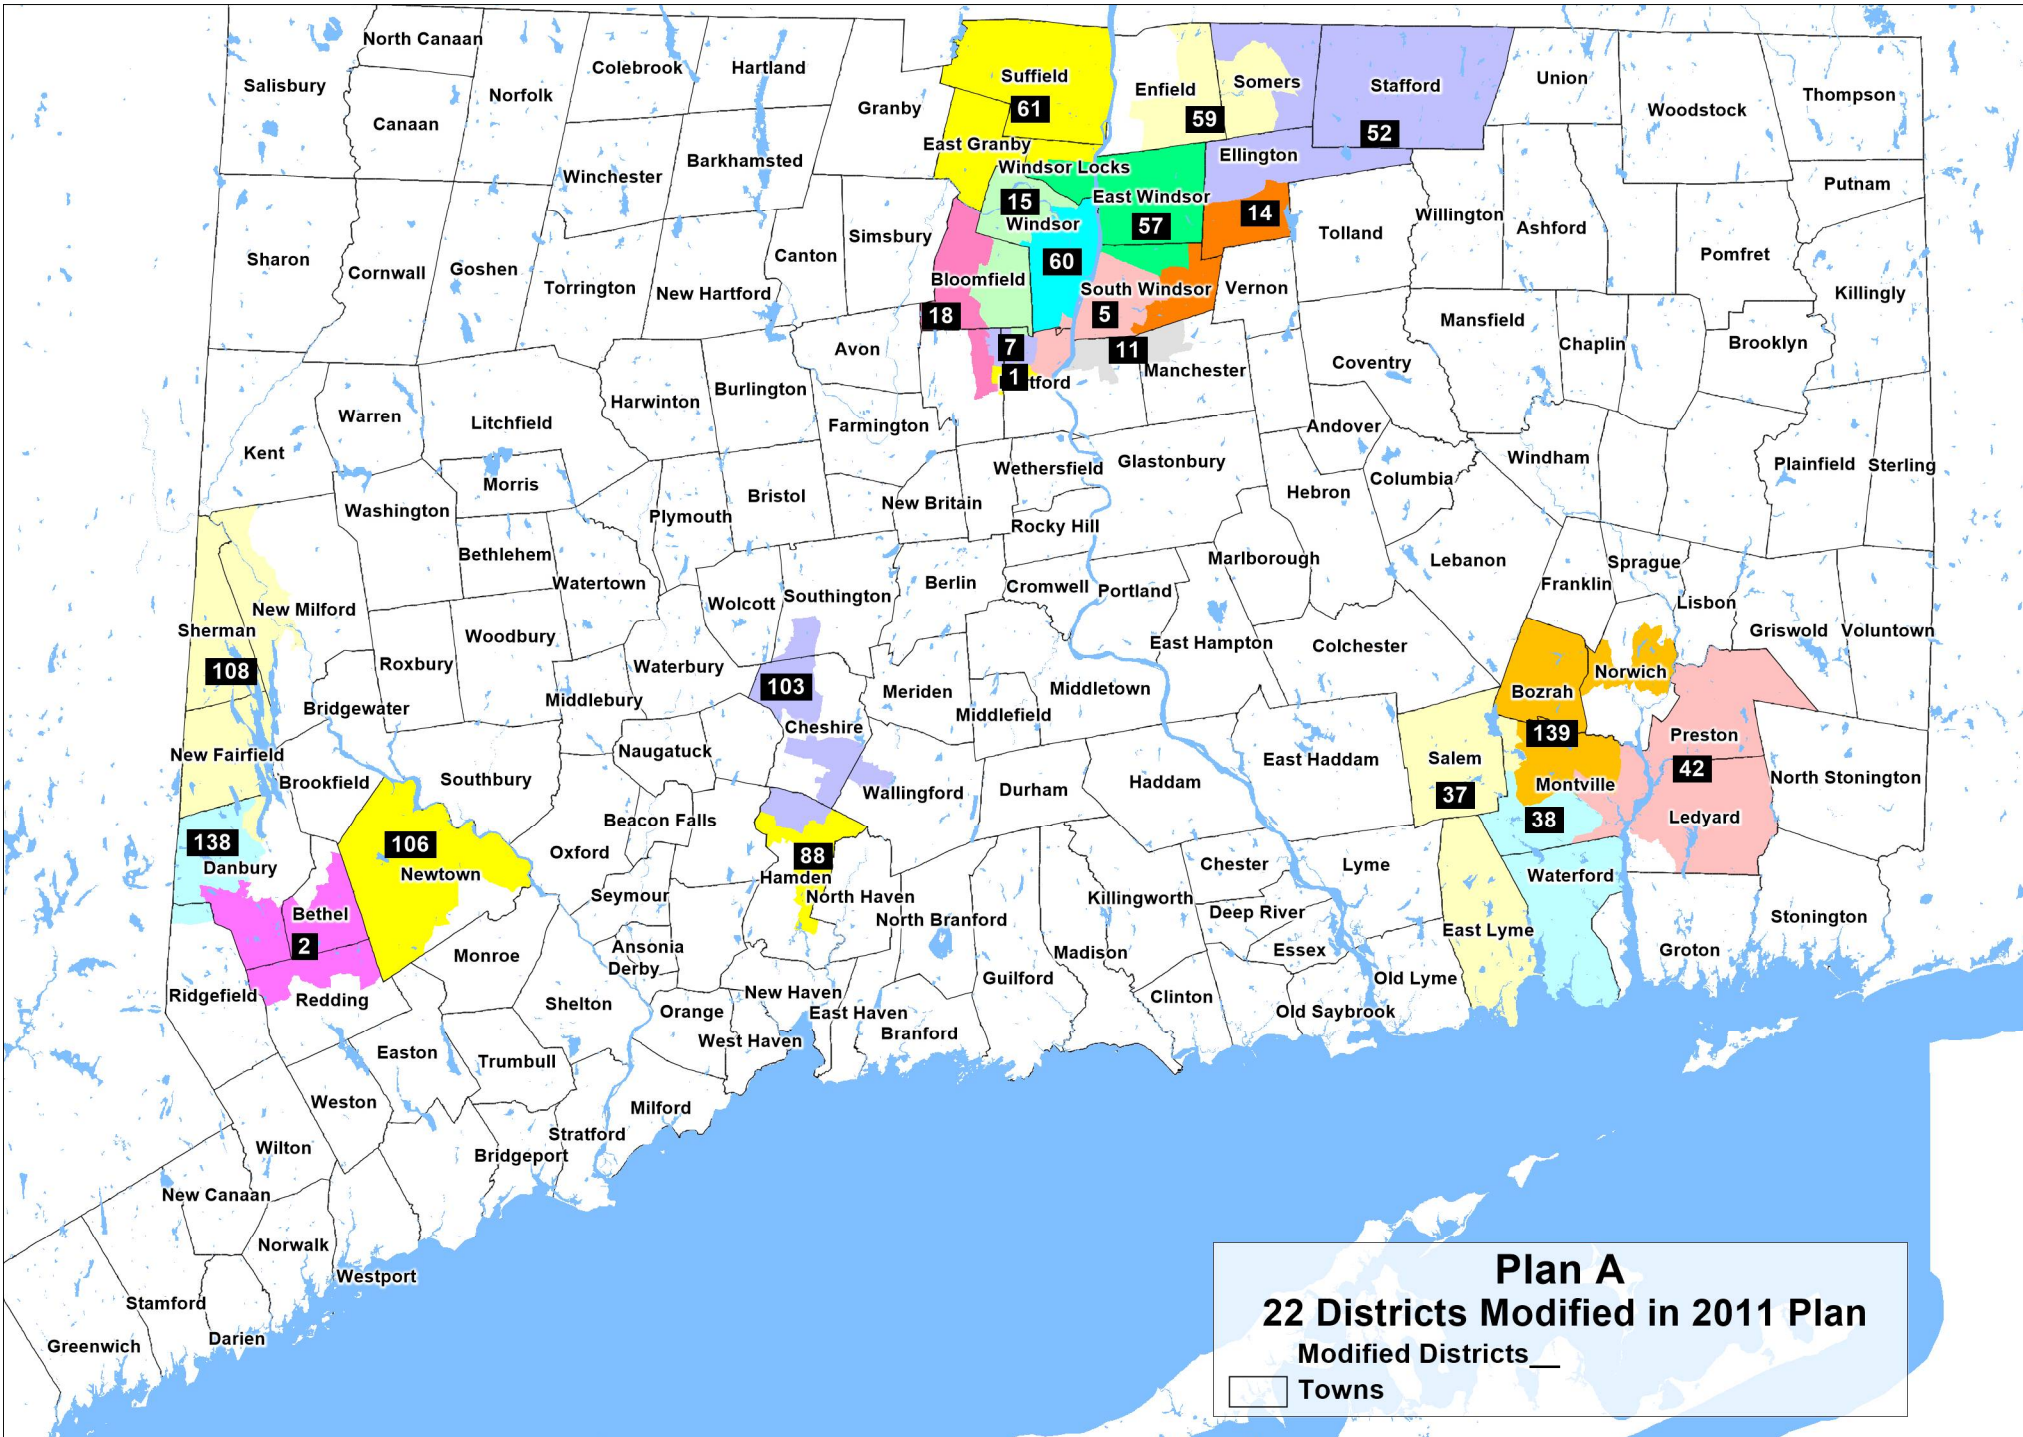 North Canaan
Salisbury
Canaan
Norfolk
Colebrook
Hartland
Granby
Suffield
61
East Granby
Windsor Locks
Enfield
59
Somers
Stafford
52
Union
Woodstock
Thompson
Winchester
Barkhamsted
15
Windsor
East Windsor
57
Ellington
14
Tolland
Willington
Ashford
Putnam
Pomfret
Killingly
Sharon
Cornwall
Goshen
Torrington
New Hartford
Canton
Simsbury
Bloomfield
18
60
South Windsor
5
Vernon
Mansfield
Chaplin
Brooklyn
Avon
7
1
tford
11
Manchester
Coventry
Kent
Warren
Litchfield
Harwinton
Burlington
Farmington
Andover
Morris
Washington
Plymouth
Bristol
New Britain
Wethersfield
Glastonbury
Rocky Hill
Hebron
Columbia
Windham
Plainfield
Sterling
Bethlehem
Watertown
Wolcott
Southington
Berlin
Cromwell
Portland
Marlborough
Lebanon
Franklin
Sprague
Lisbon
Griswold
Voluntown
New Milford
Sherman
108
Woodbury
Roxbury
Waterbury
Middlebury
103
Cheshire
Meriden
Middlefield
Middletown
East Hampton
Colchester
Bozrah
Norwich
139
Preston
42
Bridgewater
New Fairfield
Brookfield
Southbury
Naugatuck
Wallingford
Durham
Haddam
East Haddam
Salem
37
Montville
38
Ledyard
North Stonington
138
Danbury
106
Newtown
Beacon Falls
Oxford
Seymour
88
Hamden
North Haven
North Branford
Killingworth
Chester
Deep River
Essex
Lyme
Waterford
East Lyme
Groton
Stonington
Bethel
2
Monroe
Ansonia
Derby
Madison
Guilford
Clinton
Old Lyme
Old Saybrook
Ridgefield
Redding
Shelton
Orange
New Haven
East Haven
West Haven
Branford
Easton
Trumbull
Weston
Milford
Stratford
Bridgeport
Wilton
New Canaan
Norwalk
Westport
Stamford
Darien
Greenwich
Plan A
22 Districts Modified in 2011 Plan
Modified Districts__
Towns